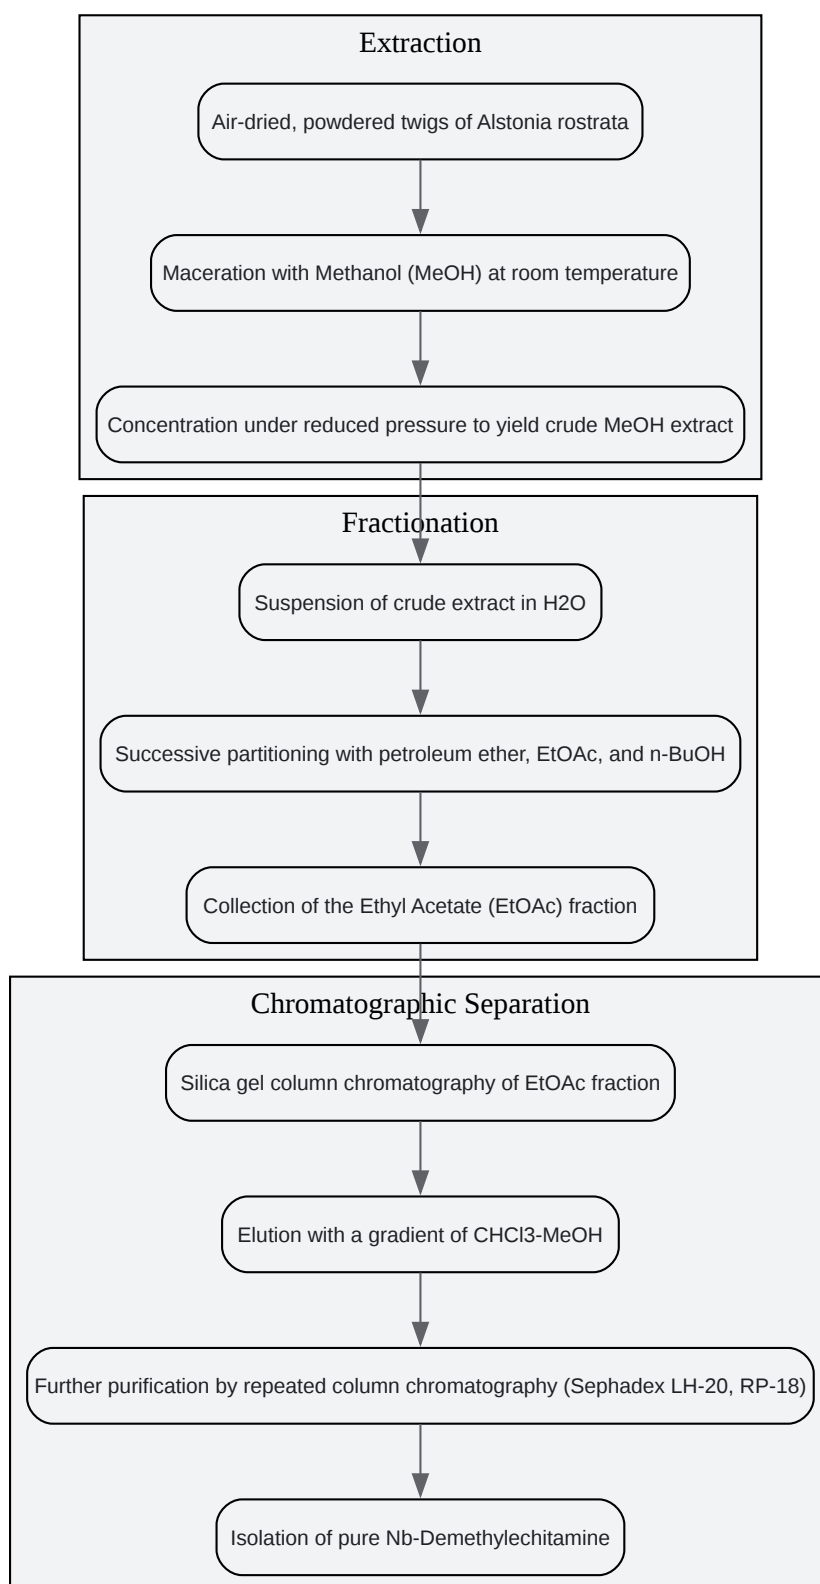 Extraction
Air-dried, powdered twigs of Alstonia rostrata
Maceration with Methanol (MeOH) at room temperature
Concentration under reduced pressure to yield crude MeOH extract
Fractionation
Suspension of crude extract in H2O
Successive partitioning with petroleum ether, EtOAc, and n-BuOH
Collection of the Ethyl Acetate (EtOAc) fraction
Chromatographic Separation
Silica gel column chromatography of EtOAc fraction
Elution with a gradient of CHCl3-MeOH
Further purification by repeated column chromatography (Sephadex LH-20, RP-18)
Isolation of pure Nb-Demethylechitamine